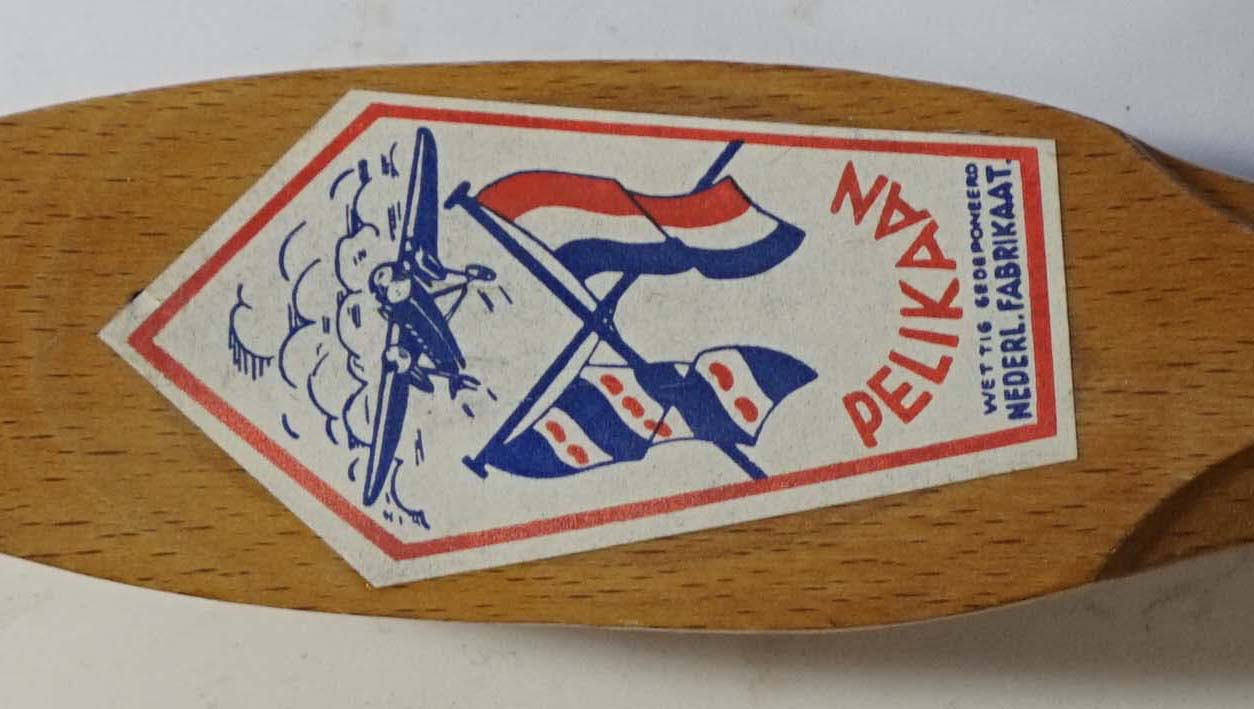 PELIKAAN
WETTIG GEDEPONEERD
NEDERL. FABRIKAAT.